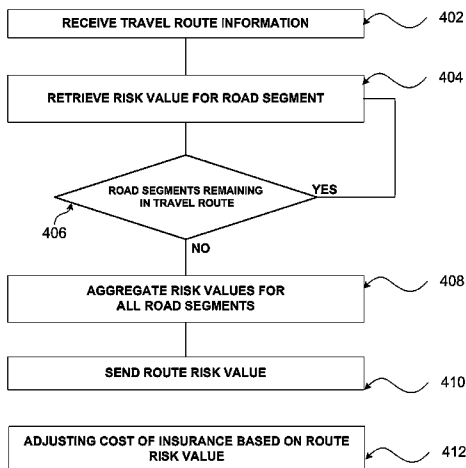 RECEIVE TRAVEL ROUTE INFORMATION
402
404
RETRIEVE RISK VALUE FOR ROAD SEGMENT
ROAD SEGMENTS REMAINING
IN TRAVEL ROUTE
YES
406
NO
AGGREGATE RISK VALUES FOR
ALL ROAD SEGMENTS
408
SEND ROUTE RISK VALUE
410
ADJUSTING COST OF INSURANCE BASED ON ROUTE
RISK VALUE
412